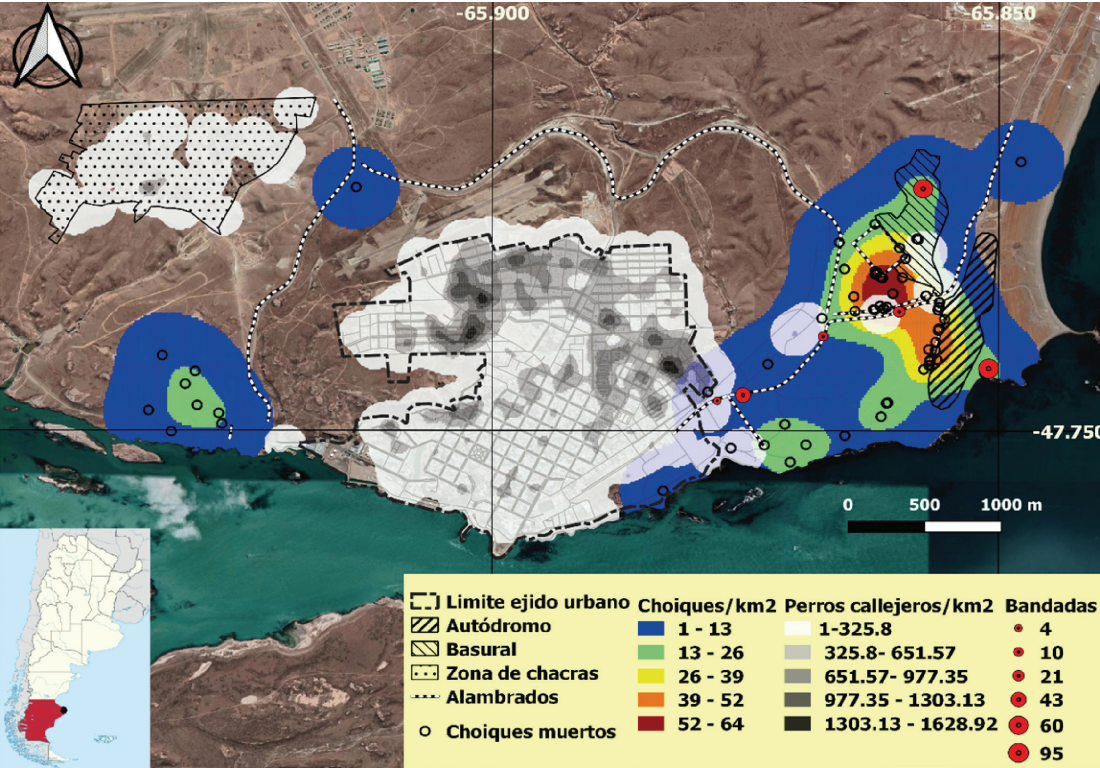 -65.900
-65.850
-47.750
0 500 1000 m
Limite ejido urbano
Autódromo
Basural
Zona de chacras
Alambrados
Choiques muertos
Choiques/km2
1 - 13
13 - 26
26 - 39
39 - 52
52 - 64
Perros callejeros/km2
1-325.8
325.8- 651.57
651.57- 977.35
977.35 - 1303.13
1303.13 - 1628.92
Bandadas
4
10
21
43
60
95